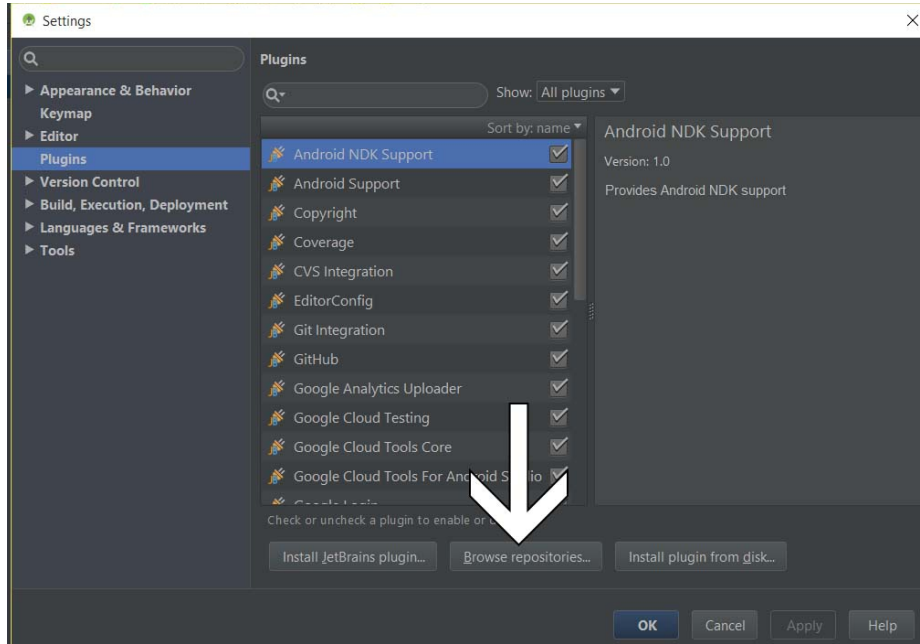 Settings
Plugins
Show: All plugins
Appearance & Behavior
Keymap
Editor
Plugins
Version Control
Build, Execution, Deployment
Languages & Frameworks
Tools
Sort by: name
Android NDK Support
Android Support
Copyright
Coverage
CVS Integration
EditorConfig
Git Integration
GitHub
Google Analytics Uploader
Google Cloud Testing
Google Cloud Tools Core
Google Cloud Tools For Android
Check or uncheck a plugin to enable or
Install JetBrains plugin...
Browse repositories...
Install plugin from disk...
Android NDK Support
Version: 1.0
Provides Android NDK support
OK
Cancel
Apply
Help